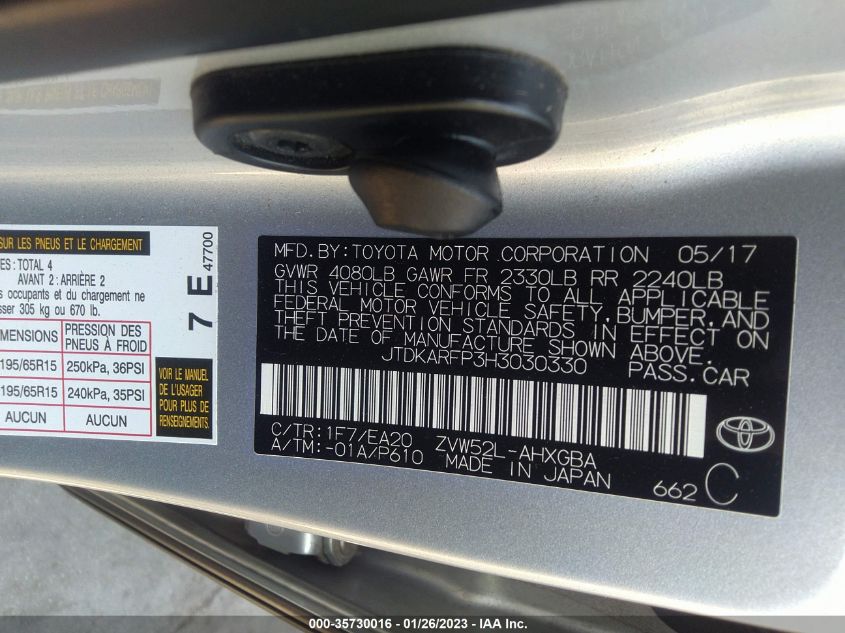 SUR LES PNEUS ET LE CHARGEMENT
ES : TOTAL 4
AVANT 2 : ARRIÈRE 2
s occupants et du chargement ne
sser 305 kg ou 670 lb.
IMENSIONS PRESSION DES PNEUS À FROID
195/65R15 250kPa, 36PSI
195/65R15 240kPa, 35PSI
AUCUN AUCUN
7 E 47700
VOIR LE MANUEL
DE L'USAGER
POUR PLUS DE
RENSEIGNEMENTS.
MFD. BY: TOYOTA MOTOR CORPORATION 05/17
GVWR 4080LB GAWR FR 2330LB RR 2240LB
THIS VEHICLE CONFORMS TO ALL APPLICABLE
FEDERAL MOTOR VEHICLE SAFETY, BUMPER, AND
THEFT PREVENTION STANDARDS IN EFFECT ON
THE DATE OF MANUFACTURE SHOWN ABOVE.
JTDKARFP3H3030330 PASS. CAR
C/TR: 1F7/EA20 ZVW52L-AHXGBA
A/TM: -01A/P610 MADE IN JAPAN
662 C
TOYOTA
000-35730016 - 01/26/2023 - IAA Inc.